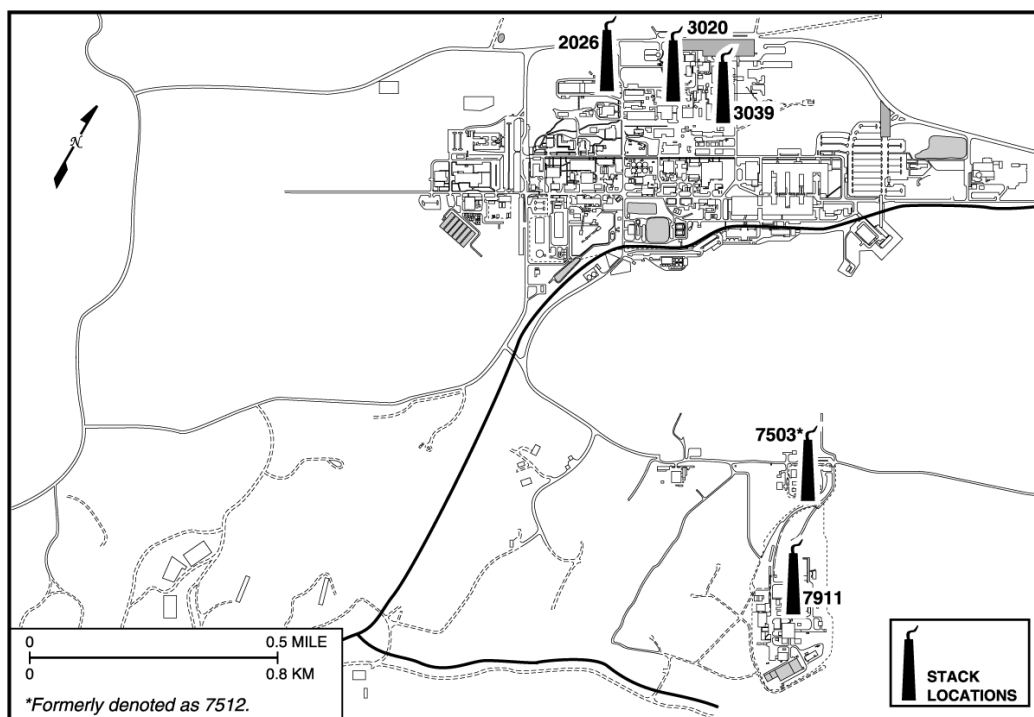 3020
2026
3039
N
7503*
7911
0 0.5 MILE
0 0.8 KM
*Formerly denoted as 7512.
STACK
LOCATIONS